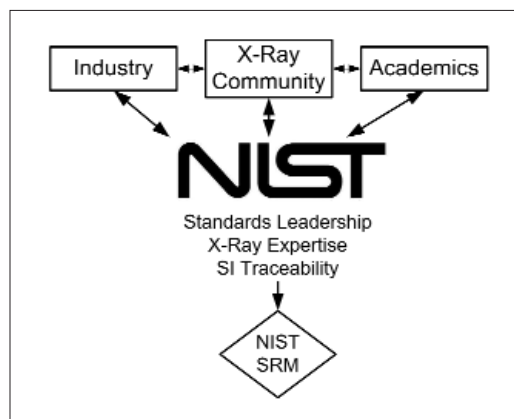 Industry
X-Ray
Community
Academics
NIST
Standards Leadership
X-Ray Expertise
SI Traceability
NIST
SRM